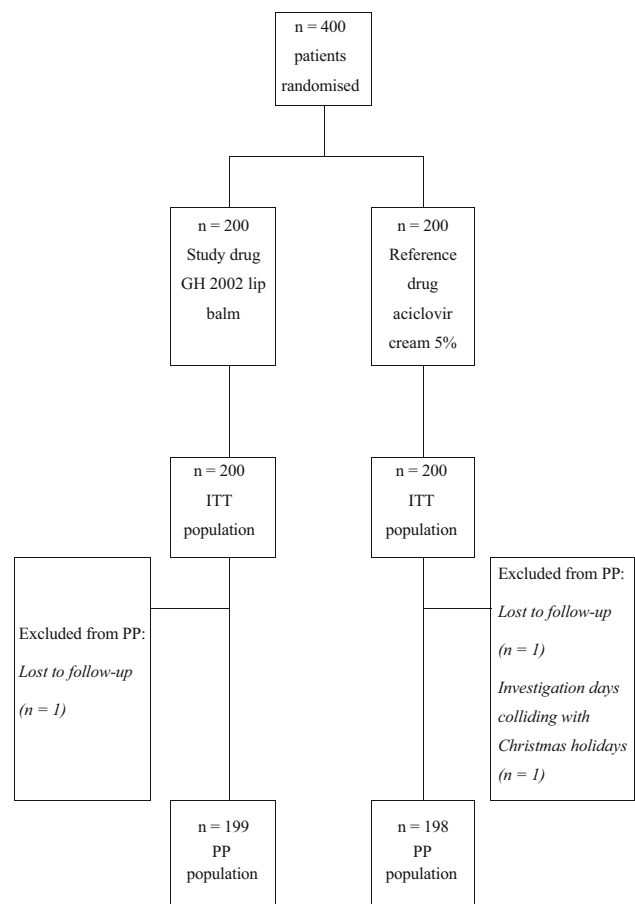 n = 400
patients
randomised
n = 200
Study drug
GH 2002 lip
balm
n = 200
Reference
drug
aciclovir
cream 5%
n = 200
ITT
population
n = 200
ITT
population
Excluded from PP:
Lost to follow-up
(n = 1)
Excluded from PP:
Lost to follow-up
(n = 1)
Investigation days
colliding with
Christmas holidays
(n = 1)
n = 199
PP
population
n = 198
PP
population